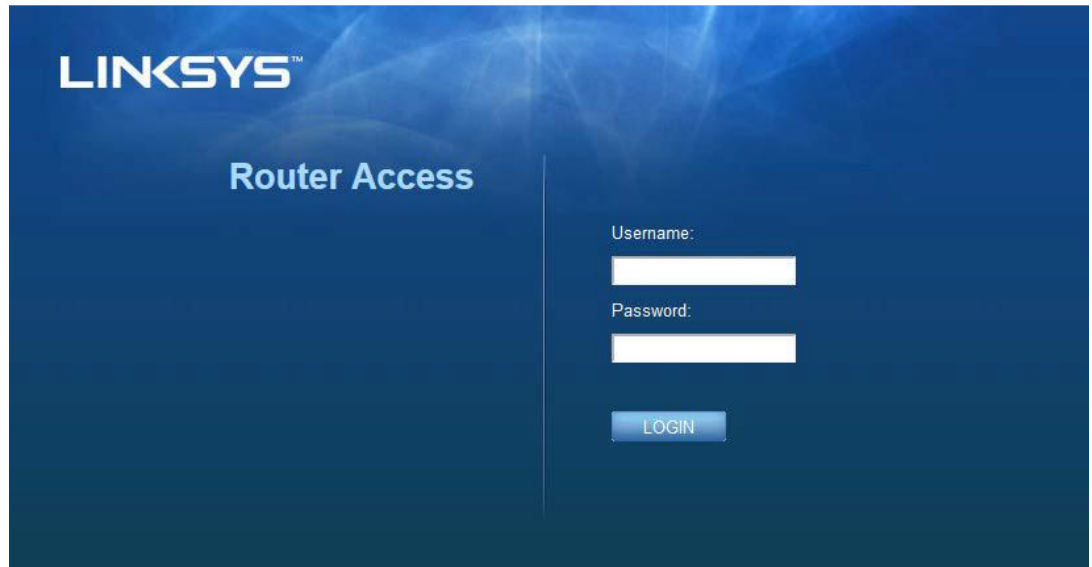 LINKSYS™
Router Access
Username:
Password:
LOGIN